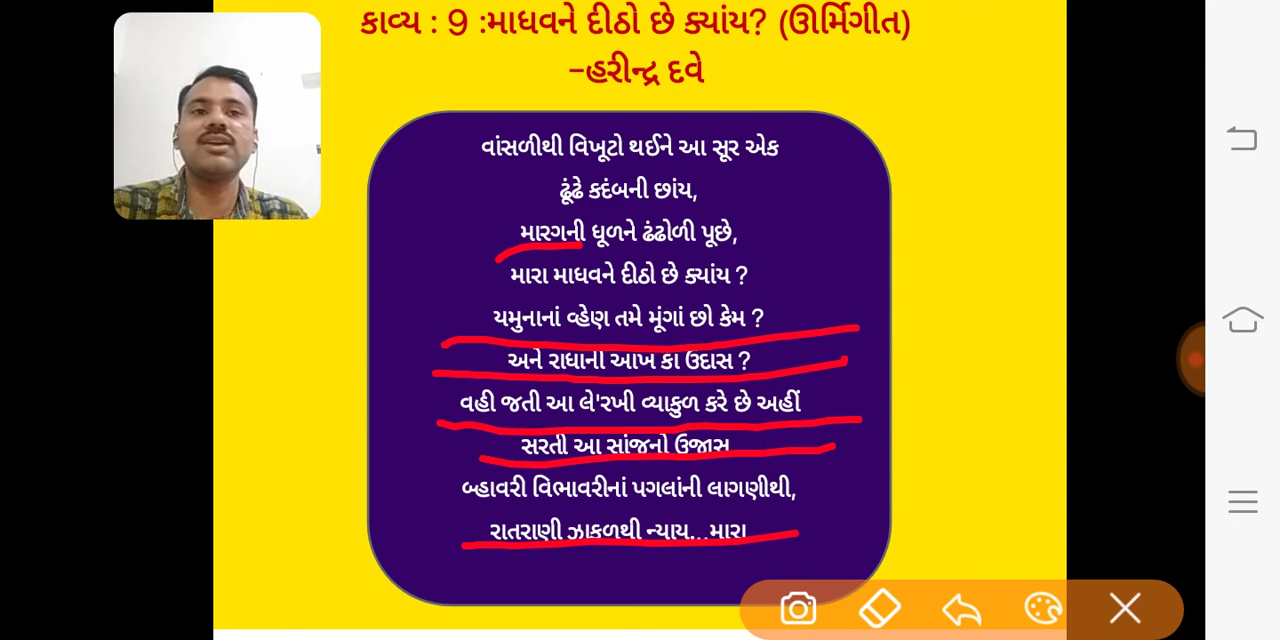 કાવ્ય : 9 :માધવને દીઠો છે ક્યાંય? (ઊર્મિગીત)
–હરીન્દ્ર દવે
વાંસળીથી વિખૂટો થઈને આ સૂર એક
ઢૂંઢે કદંબની છાંય,
મારગની ધૂળને ઢંઢોળી પૂછે,
મારા માધવને દીઠો છે ક્યાંય ?
યમુનાનાં વ્હેણ તમે મૂંગાં છો કેમ ?
અને રાધાની આખ કા ઉદાસ ?
વહી જતી આ લે'રખી વ્યાકુળ કરે છે અહીં
સરતી આ સાંજનો ઉજાસ
બ્હાવરી વિભાવરીનાં પગલાંની લાગણીથી,
રાતરાણી ઝાકળથી ન્હાય...મારા